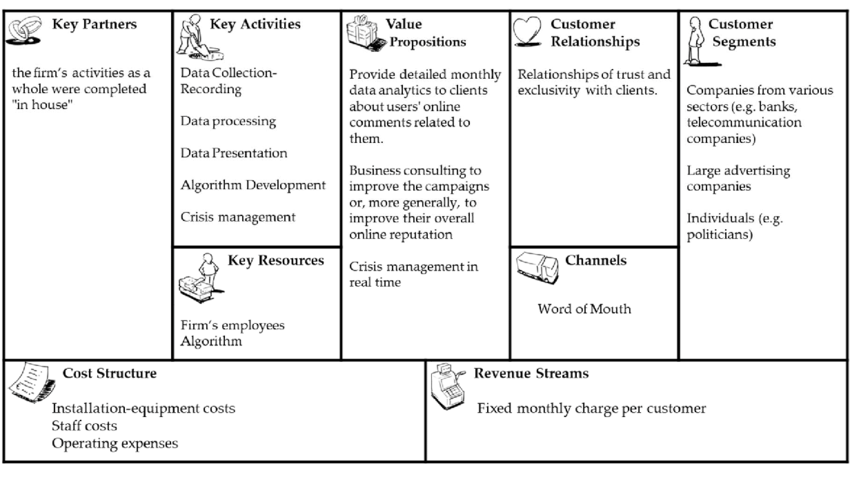 Key Partners
the firm's activities as a
whole were completed
"in house"
Key Activities
Data Collection-
Recording
Data processing
Data Presentation
Algorithm Development
Crisis management
Key Resources
Firm's employees
Algorithm
Value
Propositions
Provide detailed monthly
data analytics to clients
about users' online
comments related to
them.
Business consulting to
improve the campaigns
or, more generally, to
improve their overall
online reputation
Crisis management in
real time
Customer
Relationships
Relationships of trust and
exclusivity with clients.
Channels
Word of Mouth
Customer
Segments
Companies from various
sectors (e.g. banks,
telecommunication
companies)
Large advertising
companies
Individuals (e.g.
politicians)
Cost Structure
Installation-equipment costs
Staff costs
Operating expenses
Revenue Streams
Fixed monthly charge per customer